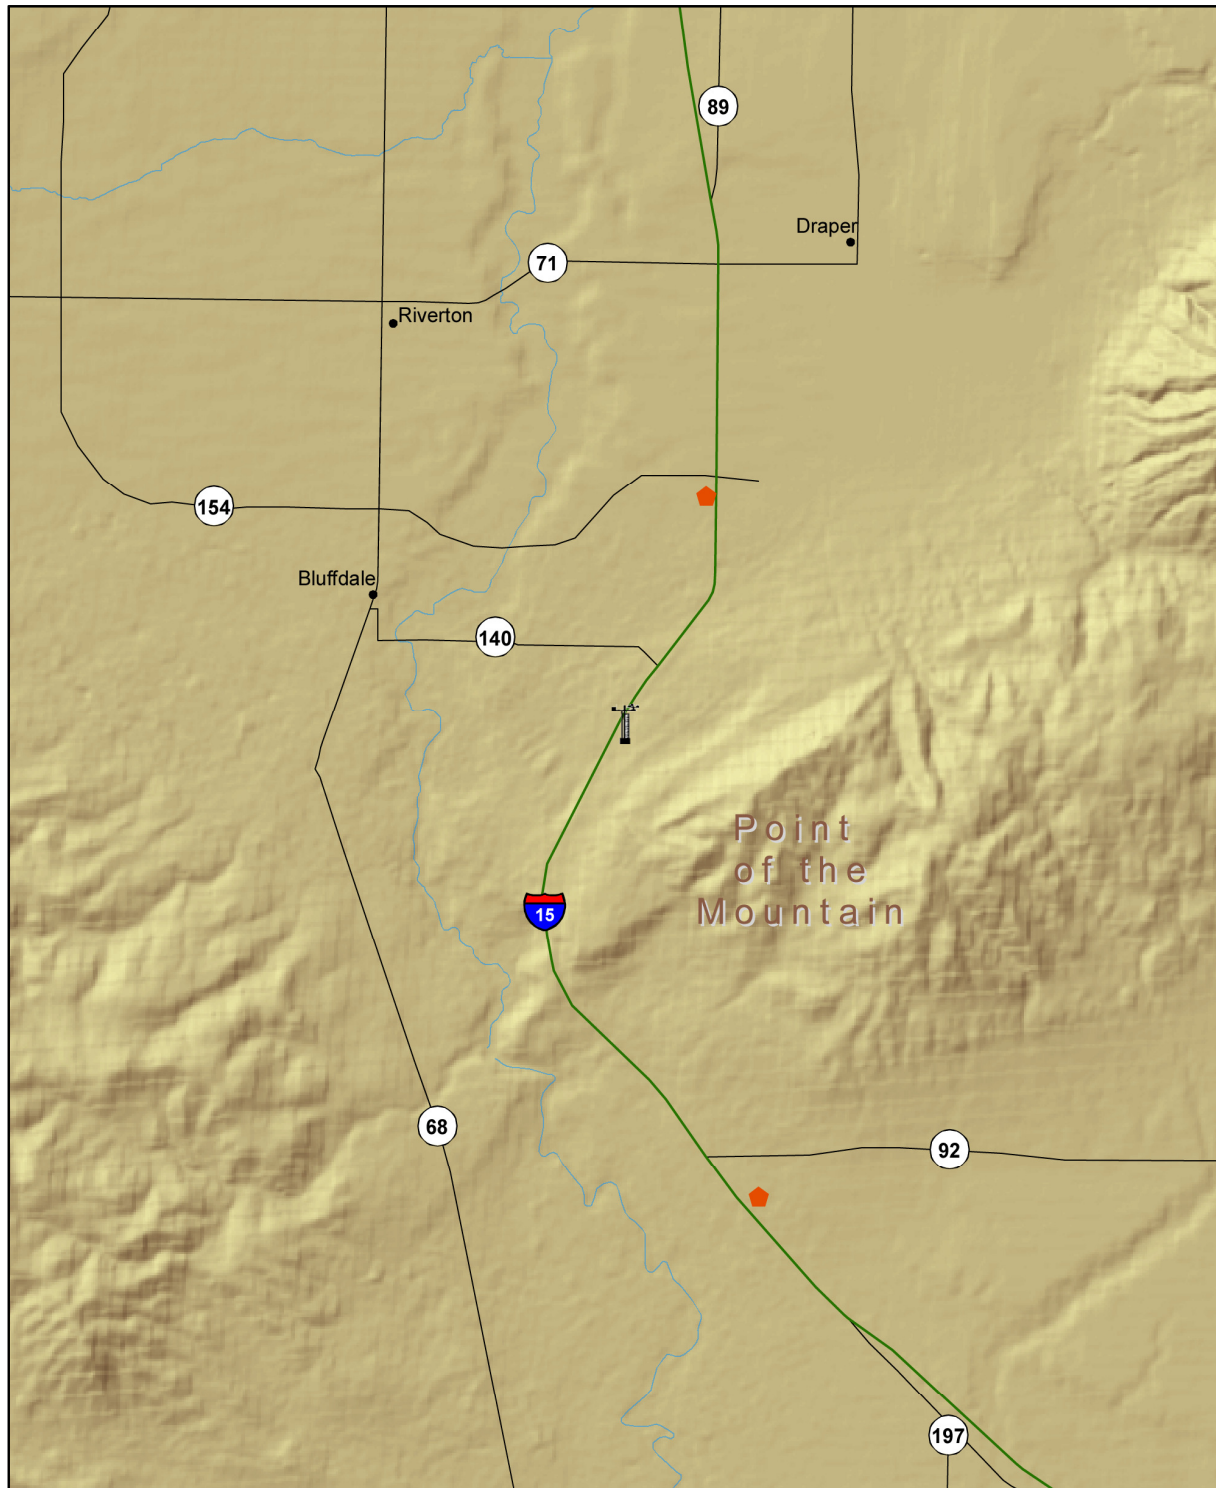 89
Draper
71
Riverton
154
Bluffdale
140
Point
of the
Mountain
15
68
92
197